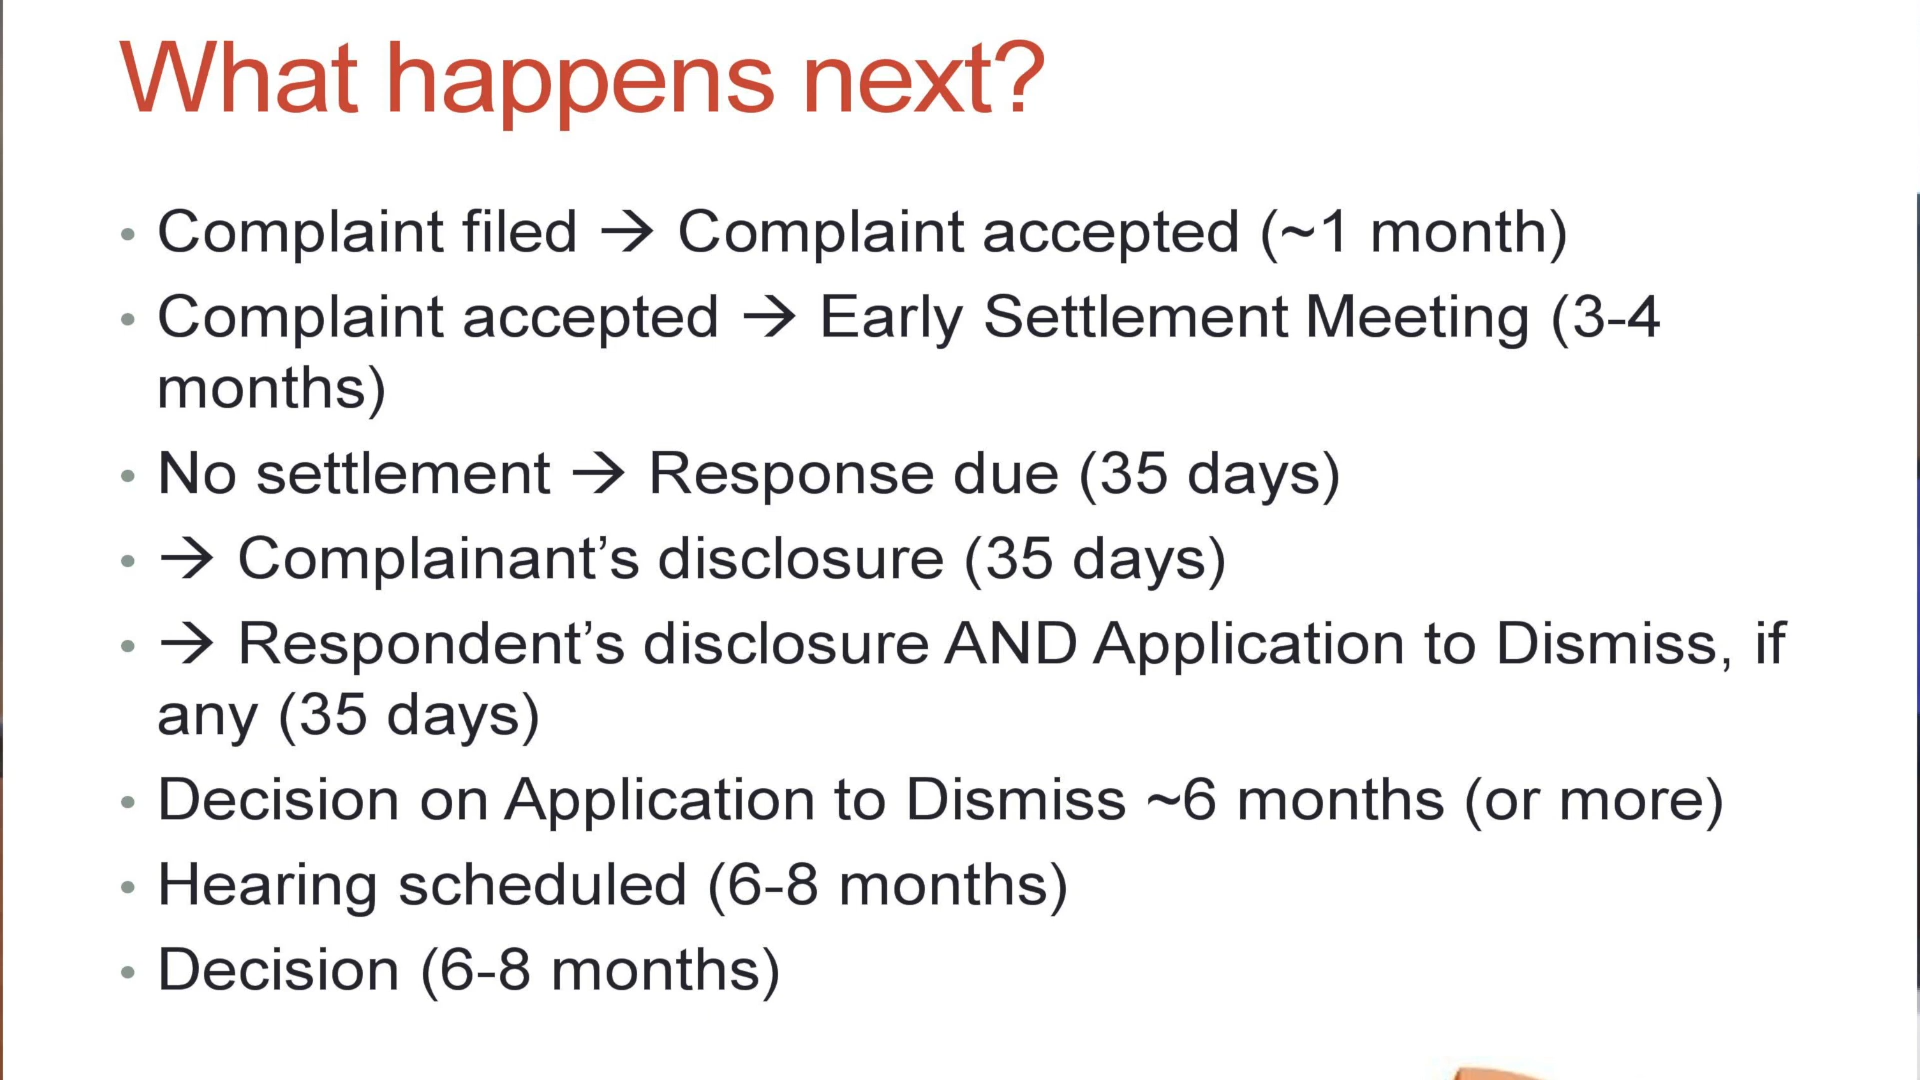 What happens next?
• Complaint filed → Complaint accepted (~1 month)
• Complaint accepted → Early Settlement Meeting (3-4
months)
• No settlement → Response due (35 days)
• → Complainant’s disclosure (35 days)
• → Respondent’s disclosure AND Application to Dismiss, if
any (35 days)
• Decision on Application to Dismiss ~6 months (or more)
• Hearing scheduled (6-8 months)
• Decision (6-8 months)